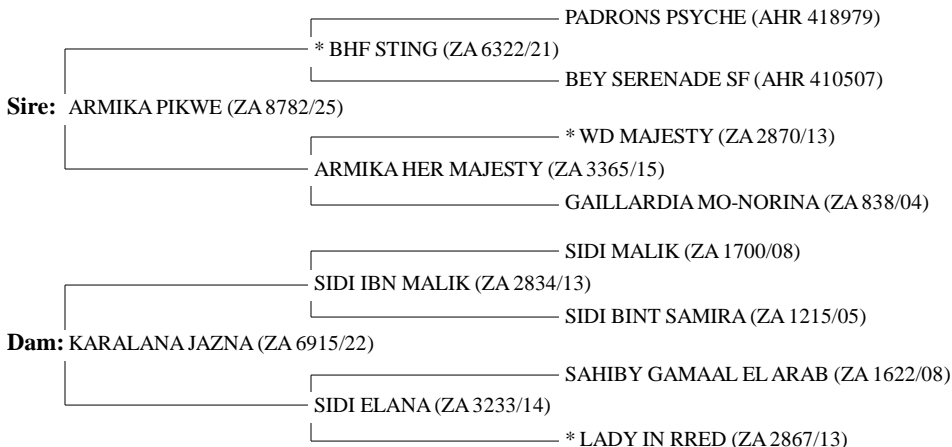 PADRONS PSYCHE (AHR 418979)
* BHF STING (ZA 6322/21)
BEY SERENADE SF (AHR 410507)
Sire: ARMIKA PIKWE (ZA 8782/25)
* WD MAJESTY (ZA 2870/13)
ARMIKA HER MAJESTY (ZA 3365/15)
GAILLARDIA MO-NORINA (ZA 838/04)
SIDI MALIK (ZA 1700/08)
SIDI IBN MALIK (ZA 2834/13)
SIDI BINT SAMIRA (ZA 1215/05)
Dam: KARALANA JAZNA (ZA 6915/22)
SAHIBY GAMAAL EL ARAB (ZA 1622/08)
SIDI ELANA (ZA 3233/14)
* LADY IN RRED (ZA 2867/13)